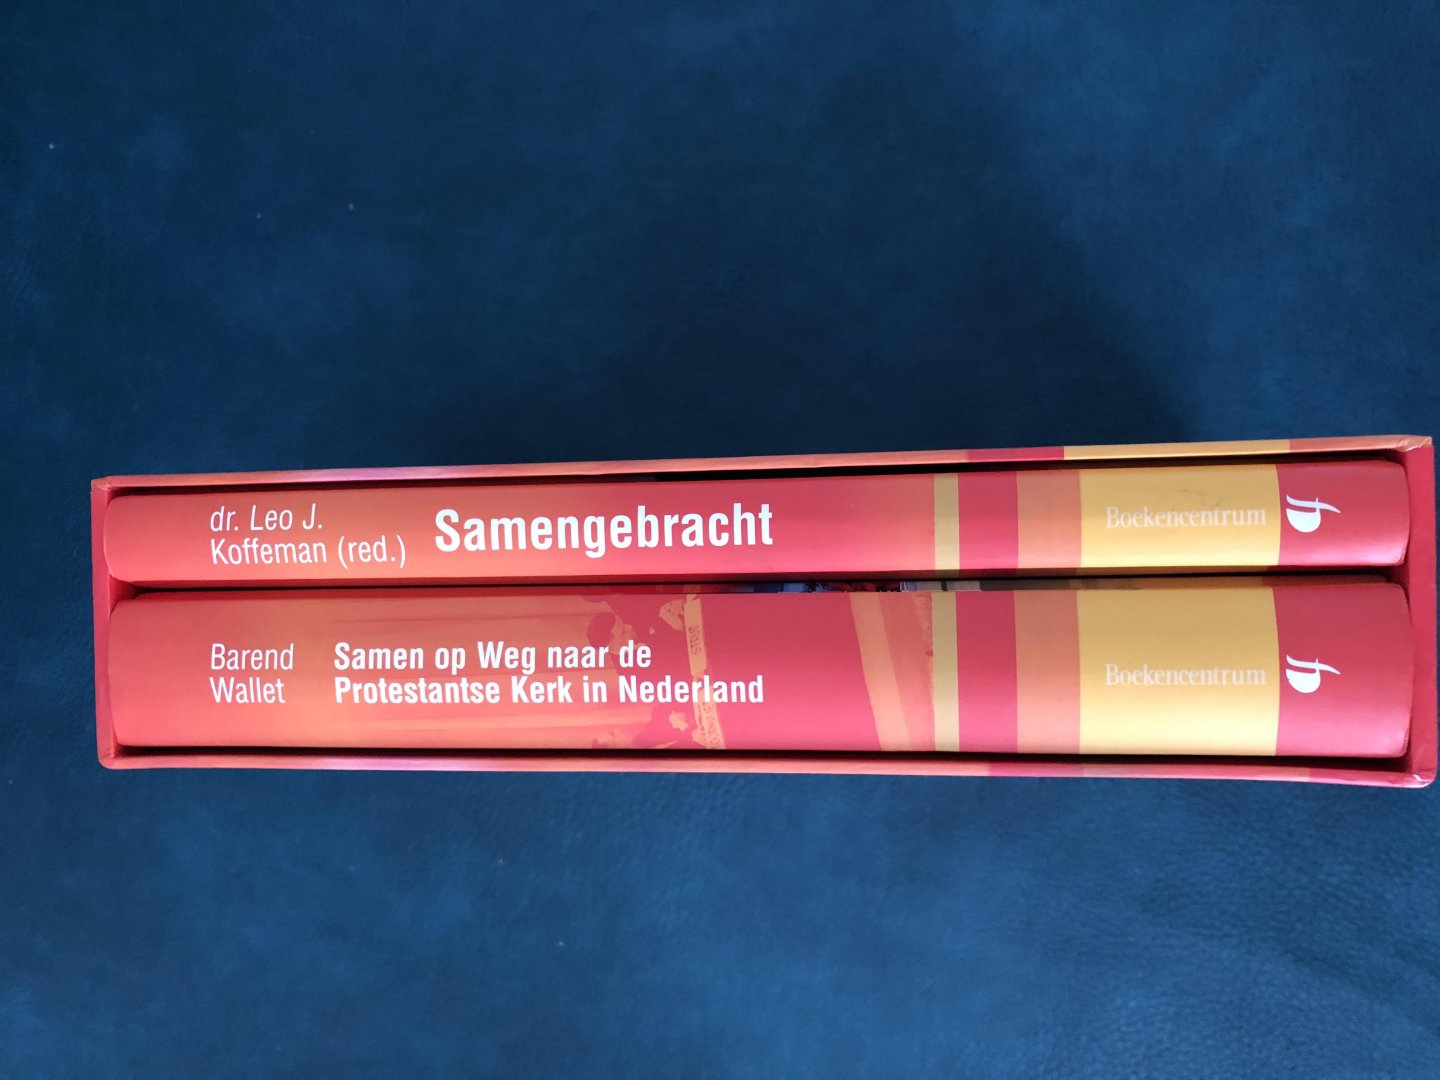 dr. Leo J.
Koffeman (red.)
Samengebracht
Boekencentrum
Barend
Wallet
Samen op Weg naar de
Protestantse Kerk in Nederland
Boekencentrum